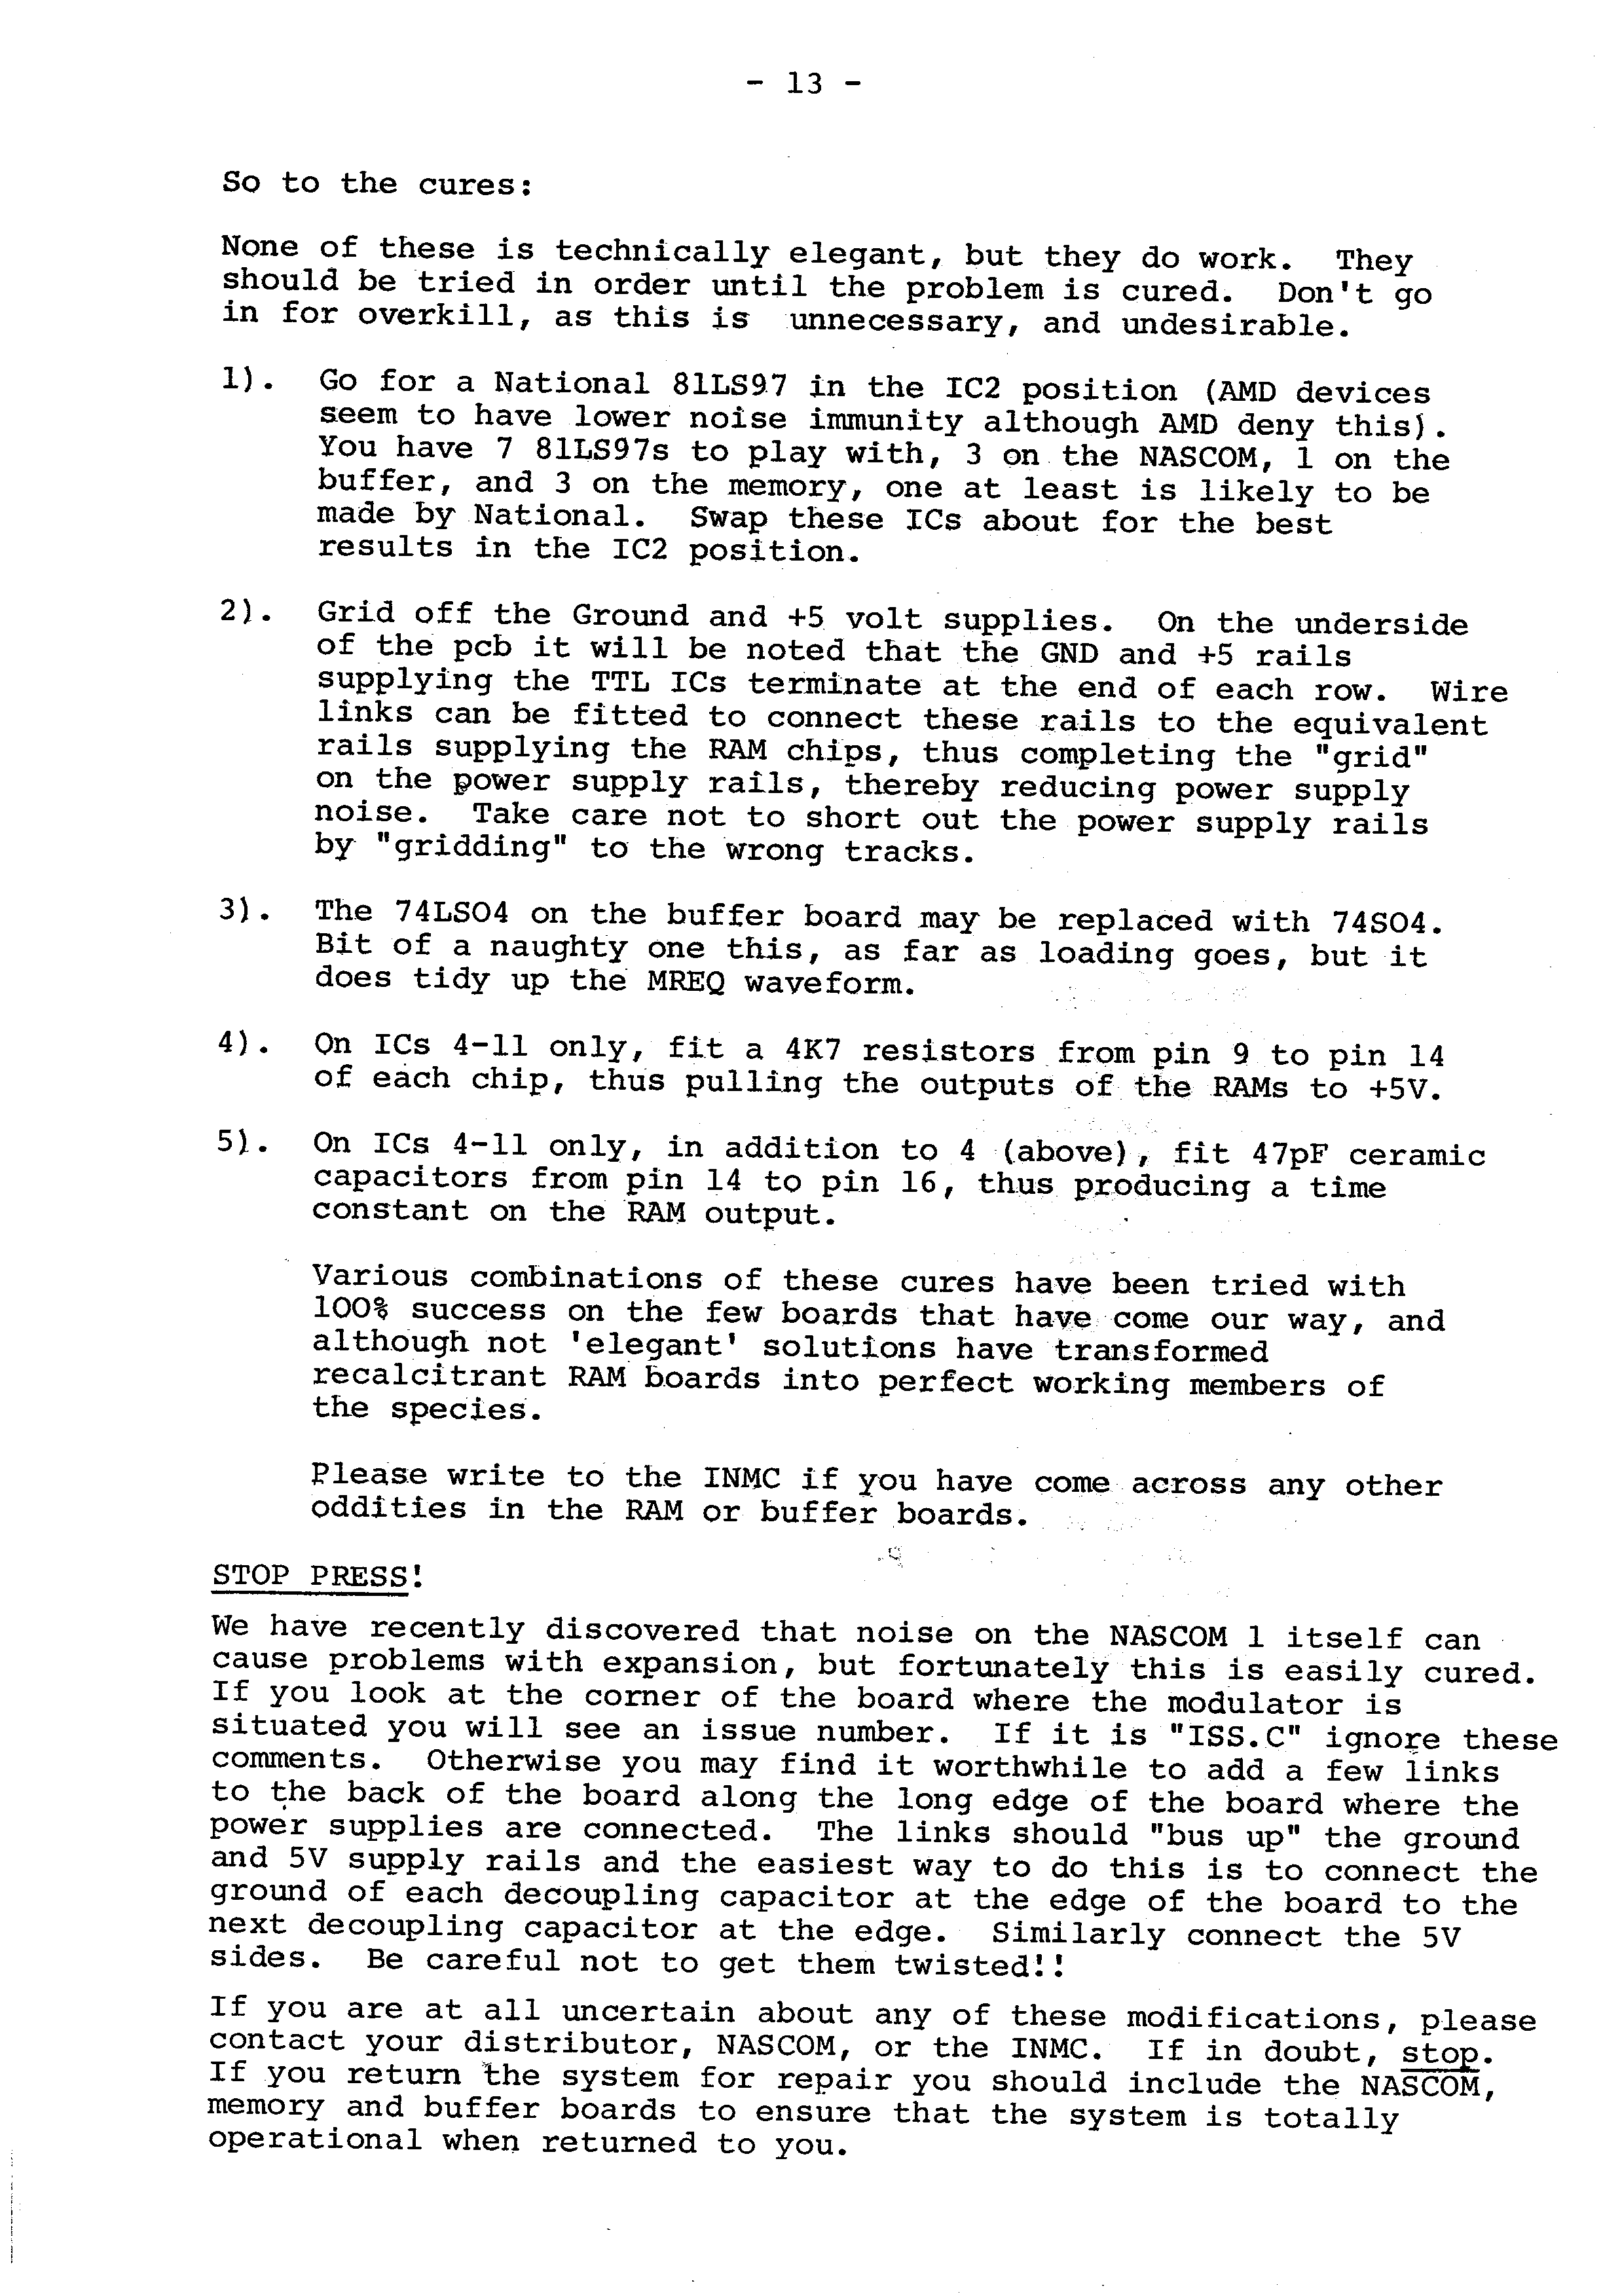 - 13 -
So to the cures:
None of these is technically elegant, but they do work. They
should be tried in order until the problem is cured. Don't go
in for overkill, as this is unnecessary, and undesirable.
1). Go for a National 81LS97 in the IC2 position (AMD devices
seem to have lower noise immunity although AMD deny this).
You have 7 81LS97s to play with, 3 on the NASCOM, 1 on the
buffer, and 3 on the memory, one at least is likely to be
made by National. Swap these ICs about for the best
results in the IC2 position.
2). Grid off the Ground and +5 volt supplies. On the underside
of the pcb it will be noted that the GND and +5 rails
supplying the TTL ICs terminate at the end of each row. Wire
links can be fitted to connect these rails to the equivalent
rails supplying the RAM chips, thus completing the "grid"
on the power supply rails, thereby reducing power supply
noise. Take care not to short out the power supply rails
by "gridding" to the wrong tracks.
3). The 74LS04 on the buffer board may be replaced with 74S04.
Bit of a naughty one this, as far as loading goes, but it
does tidy up the MREQ waveform.
4). On ICs 4-11 only, fit a 4K7 resistors from pin 9 to pin 14
of each chip, thus pulling the outputs of the RAMs to +5V.
5). On ICs 4-11 only, in addition to 4 (above), fit 47pF ceramic
capacitors from pin 14 to pin 16, thus producing a time
constant on the RAM output.
Various combinations of these cures have been tried with
100% success on the few boards that have come our way, and
although not 'elegant' solutions have transformed
recalcitrant RAM boards into perfect working members of
the species.
Please write to the INMC if you have come across any other
oddities in the RAM or buffer boards.
STOP PRESS!
We have recently discovered that noise on the NASCOM 1 itself can
cause problems with expansion, but fortunately this is easily cured.
If you look at the corner of the board where the modulator is
situated you will see an issue number. If it is "ISS.C" ignore these
comments. Otherwise you may find it worthwhile to add a few links
to the back of the board along the long edge of the board where the
power supplies are connected. The links should "bus up" the ground
and 5V supply rails and the easiest way to do this is to connect the
ground of each decoupling capacitor at the edge of the board to the
next decoupling capacitor at the edge. Similarly connect the 5V
sides. Be careful not to get them twisted!!
If you are at all uncertain about any of these modifications, please
contact your distributor, NASCOM, or the INMC. If in doubt, stop.
If you return the system for repair you should include the NASCOM,
memory and buffer boards to ensure that the system is totally
operational when returned to you.